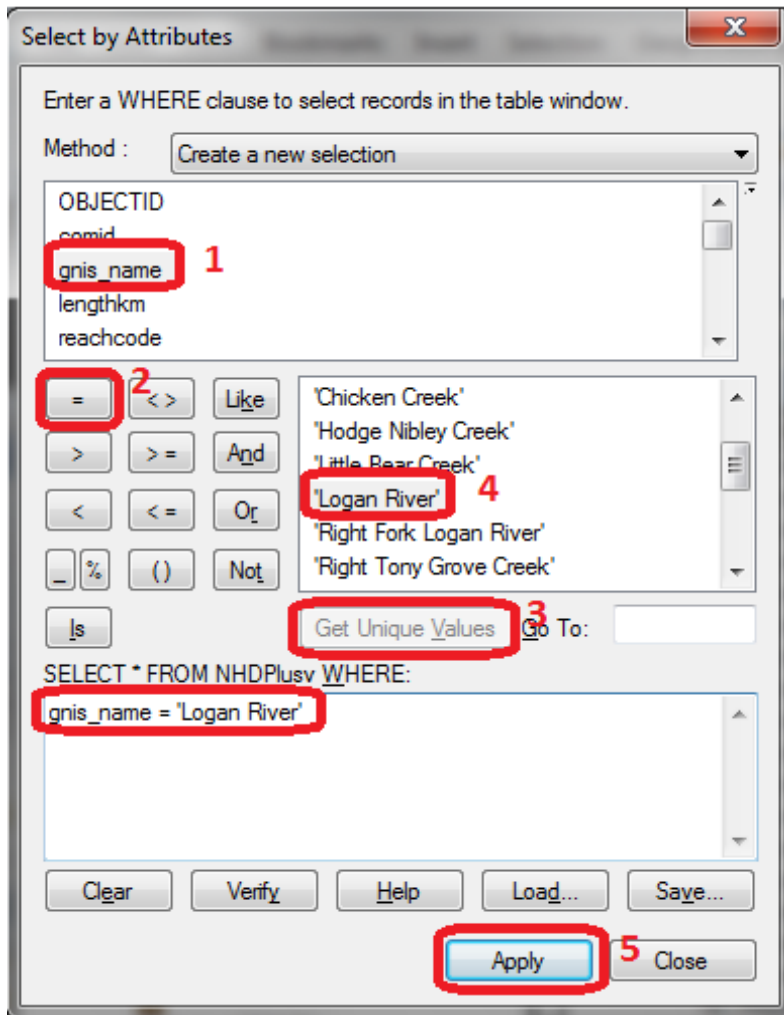 Select by Attributes
X
Enter a WHERE clause to select records in the table window.
Method : Create a new selection
OBJECTID
comid
gnis_name 1
lengthkm
reachcode
= 2 < > Like
> > = And
< < = Or
_ % ( ) Not
Is
'Chicken Creek'
'Hodge Nibley Creek'
'Little Bear Creek'
'Logan River' 4
'Right Fork Logan River'
'Right Tony Grove Creek'
Get Unique Values 3 Go To:
SELECT * FROM NHDPlusv WHERE:
gnis_name = 'Logan River'
Clear Verify Help Load... Save...
Apply 5 Close